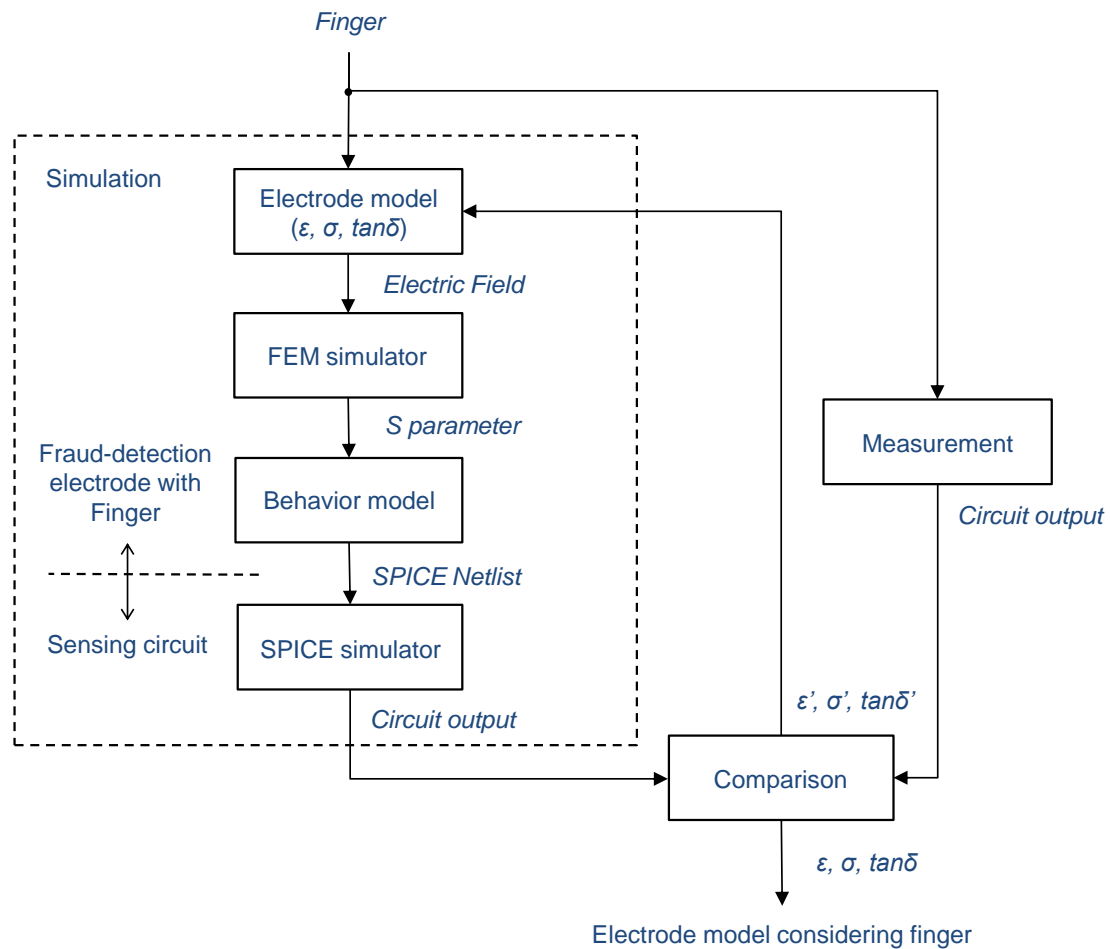 Finger
Simulation
Electrode model
(ε, σ, tanδ)
Electric Field
FEM simulator
S parameter
Measurement
Fraud-detection
electrode with
Finger
Behavior model
Circuit output
SPICE Netlist
Sensing circuit
SPICE simulator
Circuit output
ε’, σ’, tanδ’
Comparison
ε, σ, tanδ
Electrode model considering finger